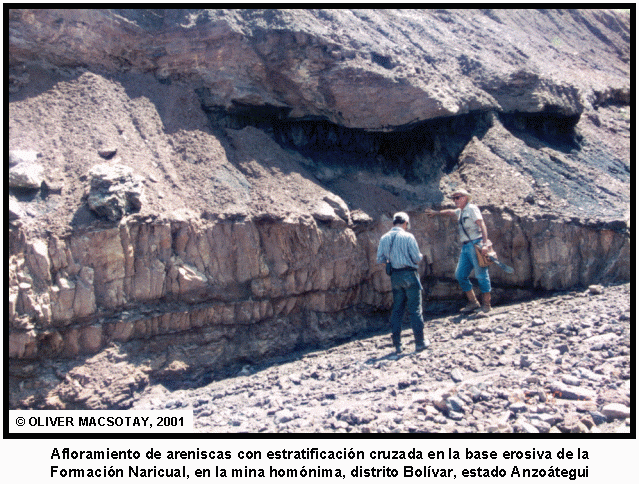 © OLIVER MACSOTAY, 2001
Afloramiento de areniscas con estratificación cruzada en la base erosiva de la
Formación Naricual, en la mina homónima, distrito Bolívar, estado Anzoátegui